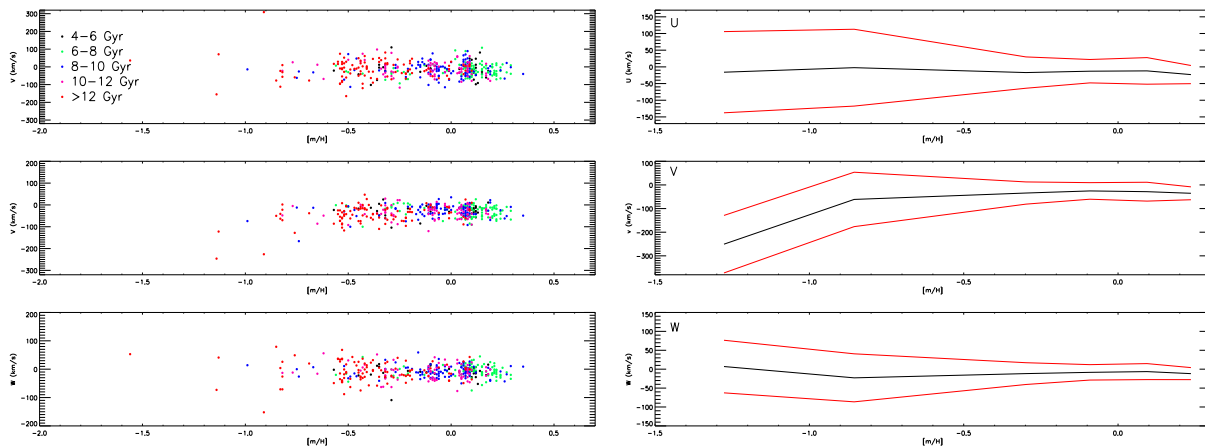 300
200
100
0
-100
-200
-300
V (km/s)
4-6 Gyr
6-8 Gyr
8-10 Gyr
10-12 Gyr
>12 Gyr
-2.0 -1.5 -1.0 -0.5 0.0 0.5
[m/H]
150
100
50
0
-50
-100
-150
U (km/s)
U
-1.5 -1.0 -0.5 0.0
[m/H]
200
100
0
-100
-200
-300
V (km/s)
-2.0 -1.5 -1.0 -0.5 0.0 0.5
[m/H]
100
0
-100
-200
-300
V (km/s)
V
-1.5 -1.0 -0.5 0.0
[m/H]
200
100
0
-100
-200
W (km/s)
-2.0 -1.5 -1.0 -0.5 0.0 0.5
[m/H]
150
100
50
0
-50
-100
-150
W (km/s)
W
-1.5 -1.0 -0.5 0.0
[m/H]